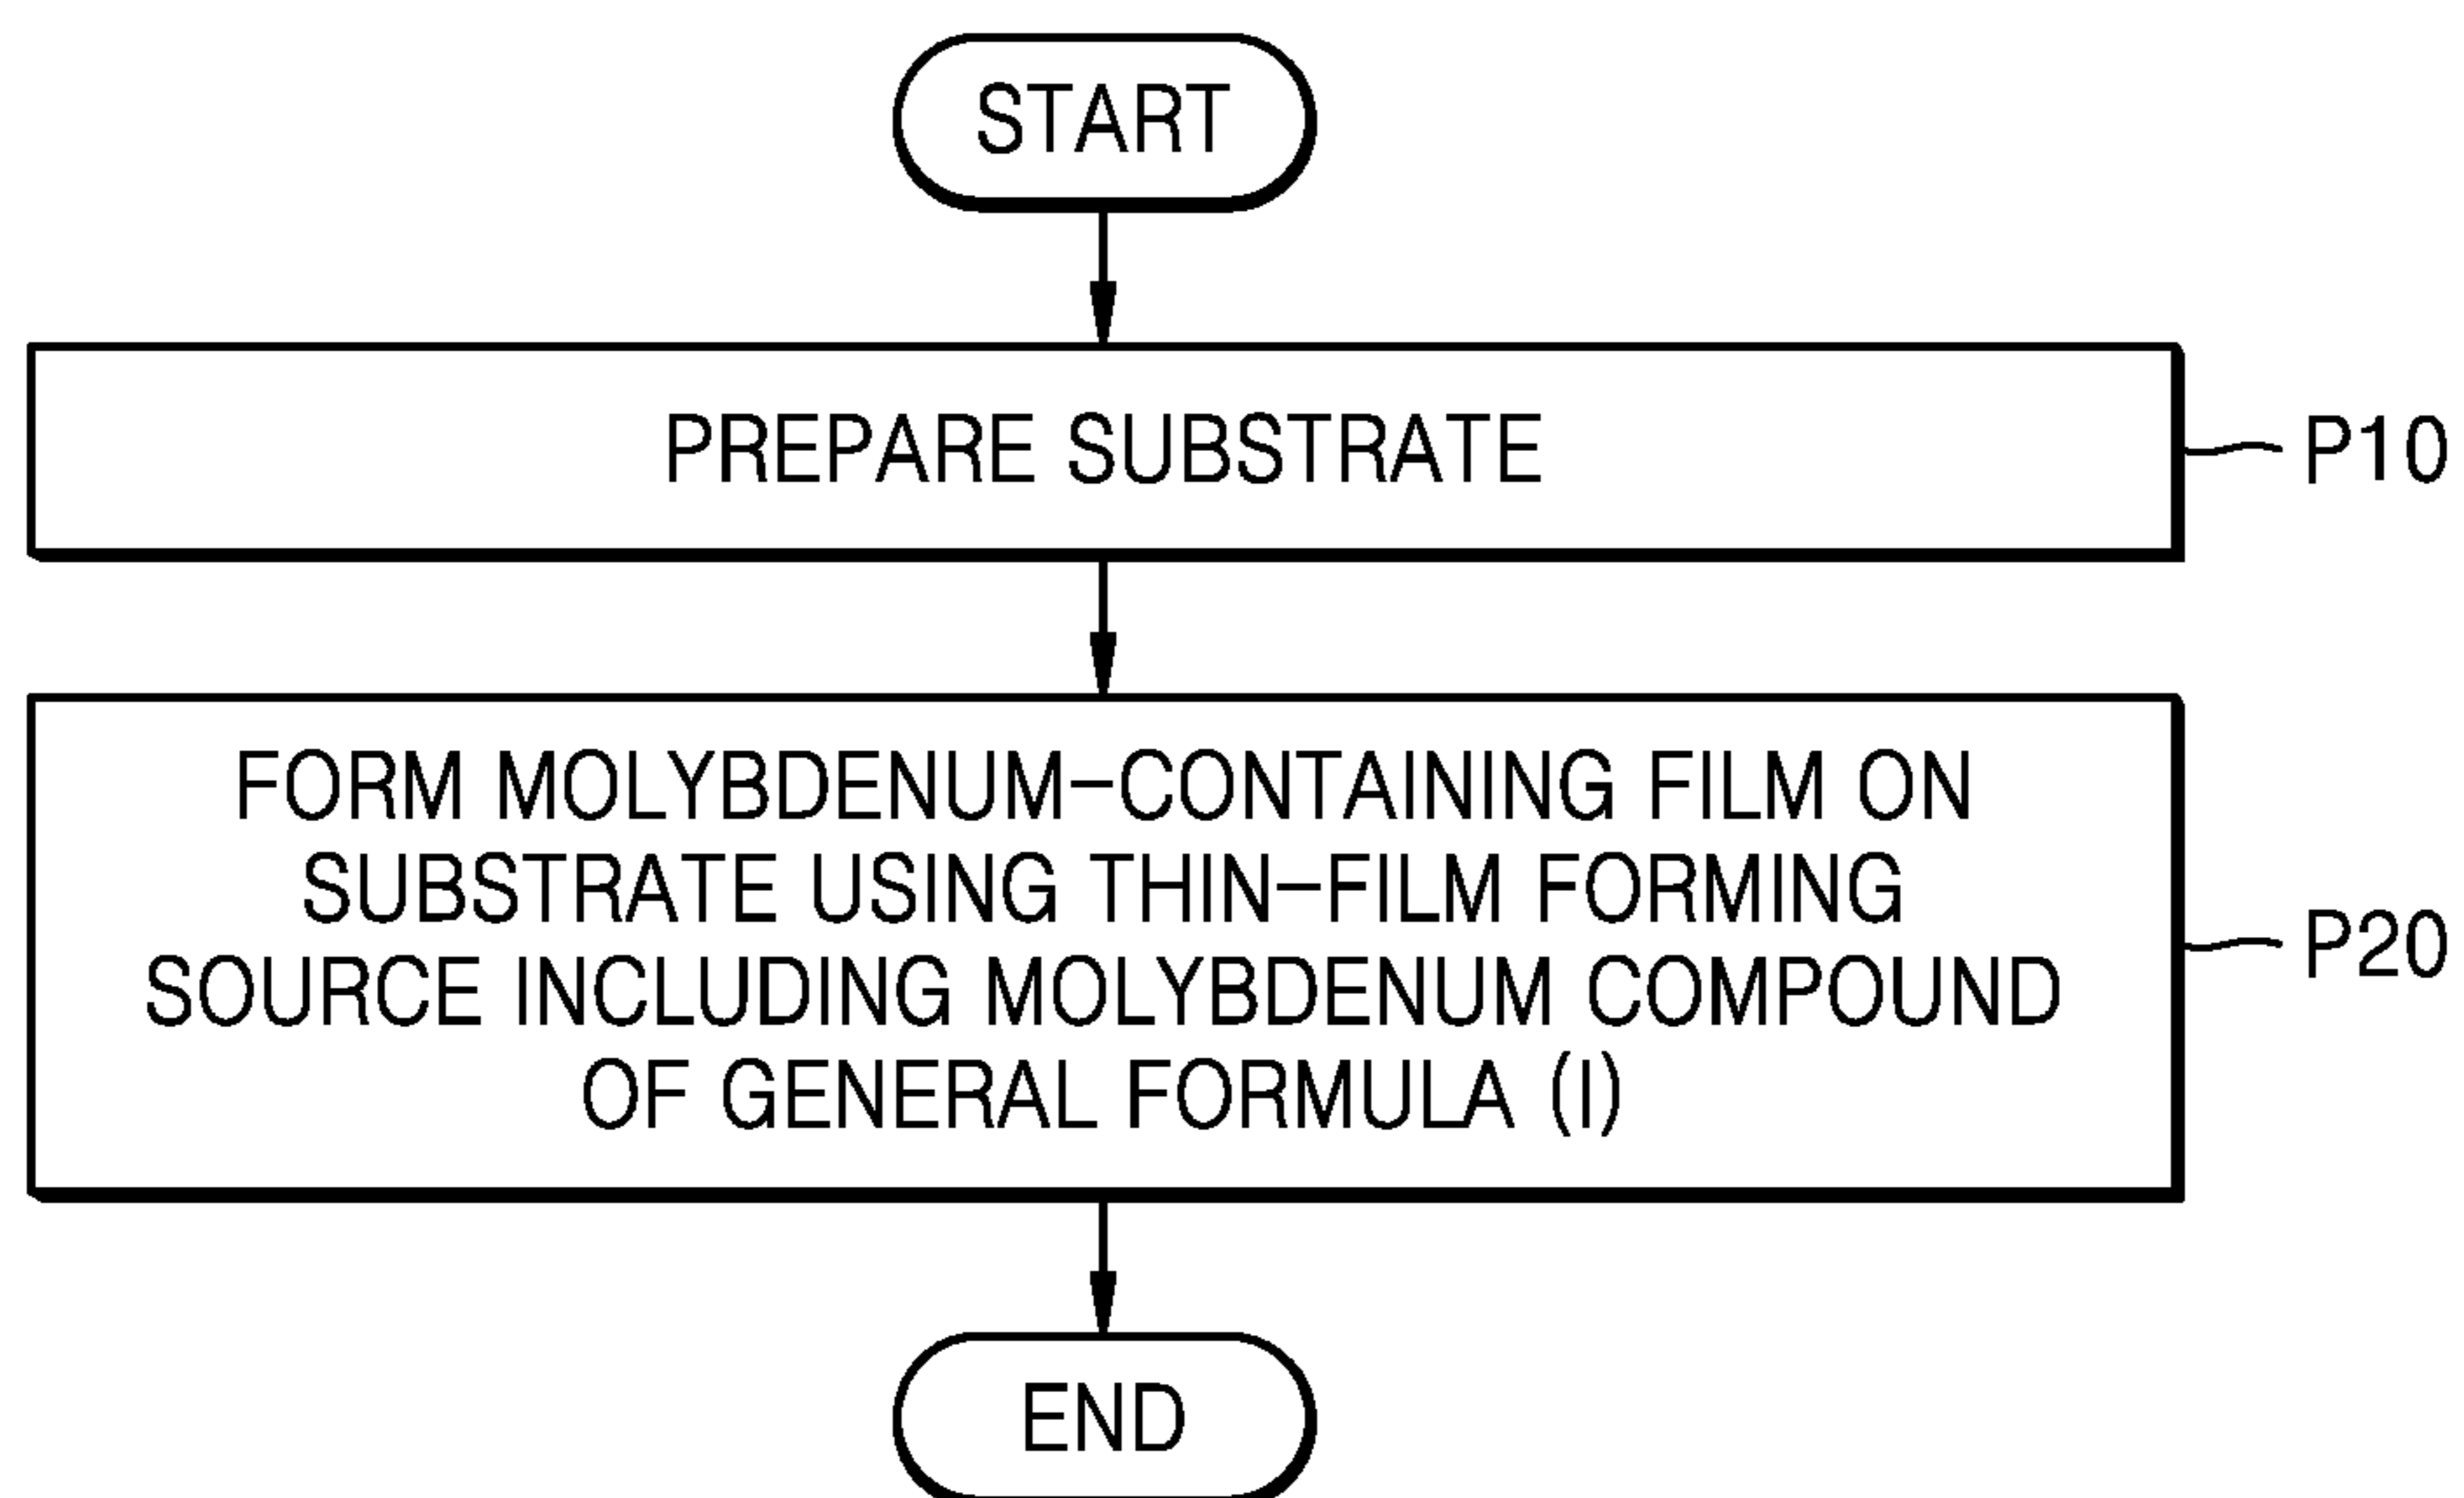 START
PREPARE SUBSTRATE
P10
FORM MOLYBDENUM-CONTAINING FILM ON
SUBSTRATE USING THIN-FILM FORMING
SOURCE INCLUDING MOLYBDENUM COMPOUND
OF GENERAL FORMULA (I)
P20
END